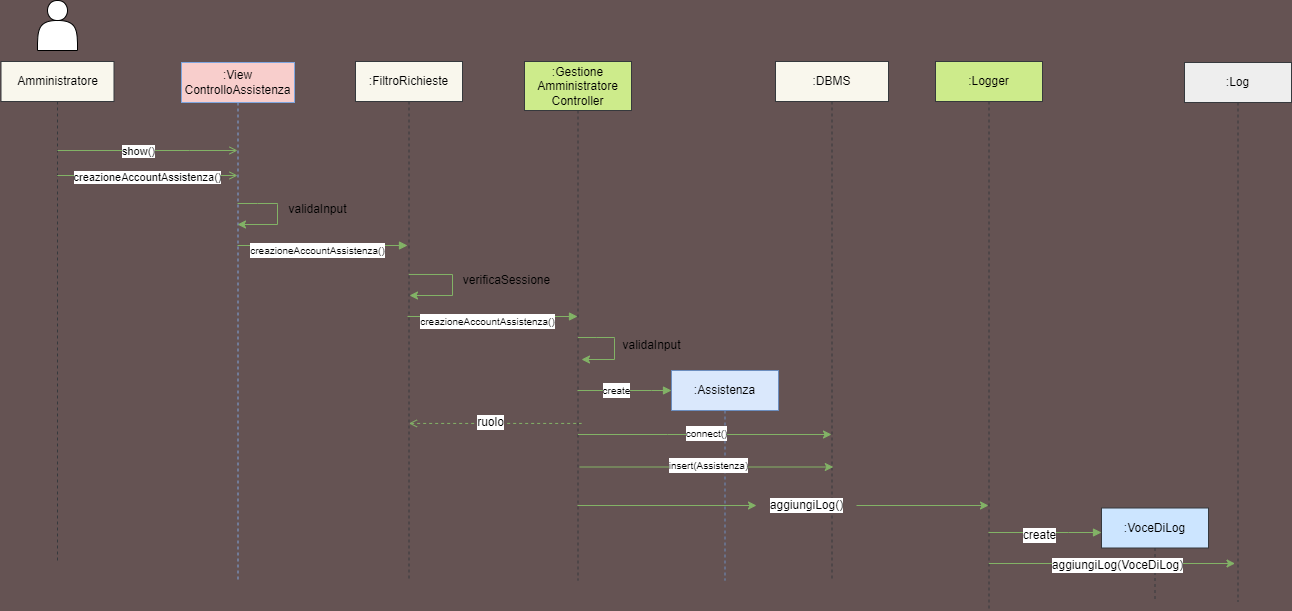 Amministratore
:View
ControlloAssistenza
:FiltroRichieste
:Gestione
Amministratore
Controller
:DBMS
:Logger
:Log
show()
creazioneAccountAssistenza()
validaInput
creazioneAccountAssistenza()
verificaSessione
creazioneAccountAssistenza()
validaInput
create
:Assistenza
ruolo
connect()
insert(Assistenza)
aggiungiLog()
:VoceDiLog
create
aggiungiLog(VoceDiLog)